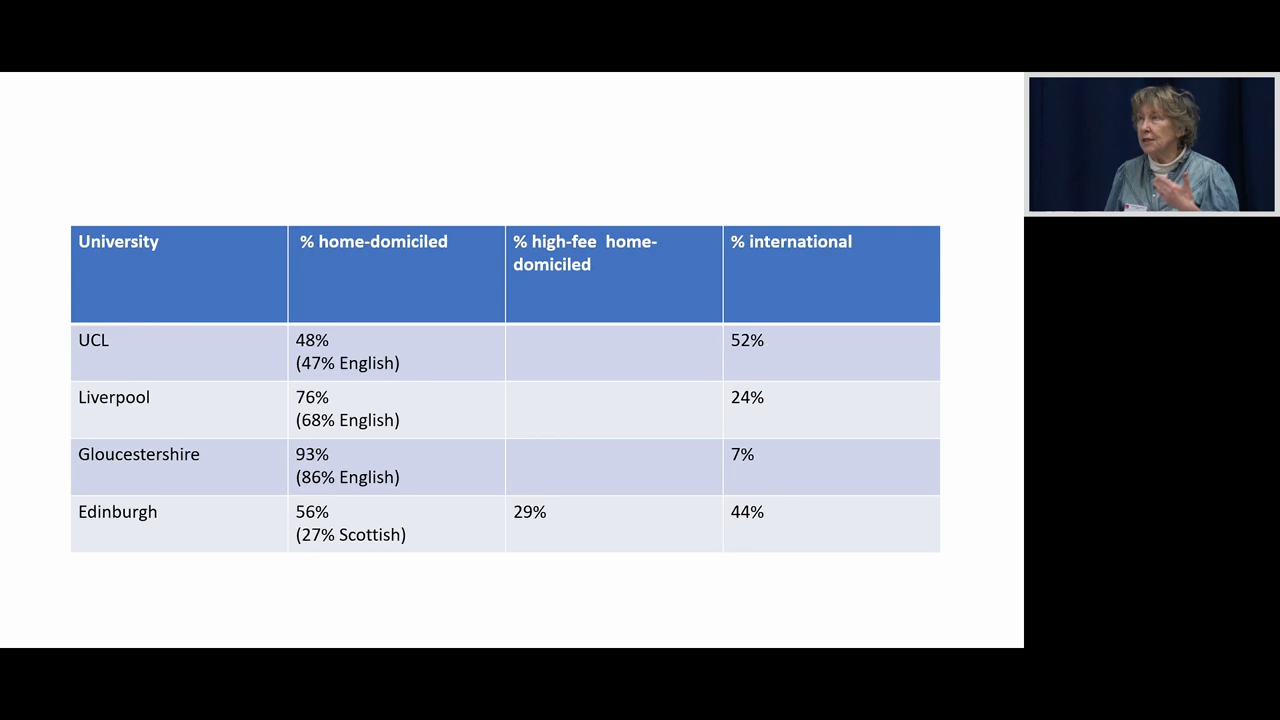 University
% home-domiciled
% high-fee home-
domiciled
% international
UCL
48%
(47% English)
52%
Liverpool
76%
(68% English)
24%
Gloucestershire
93%
(86% English)
7%
Edinburgh
56%
(27% Scottish)
29%
44%